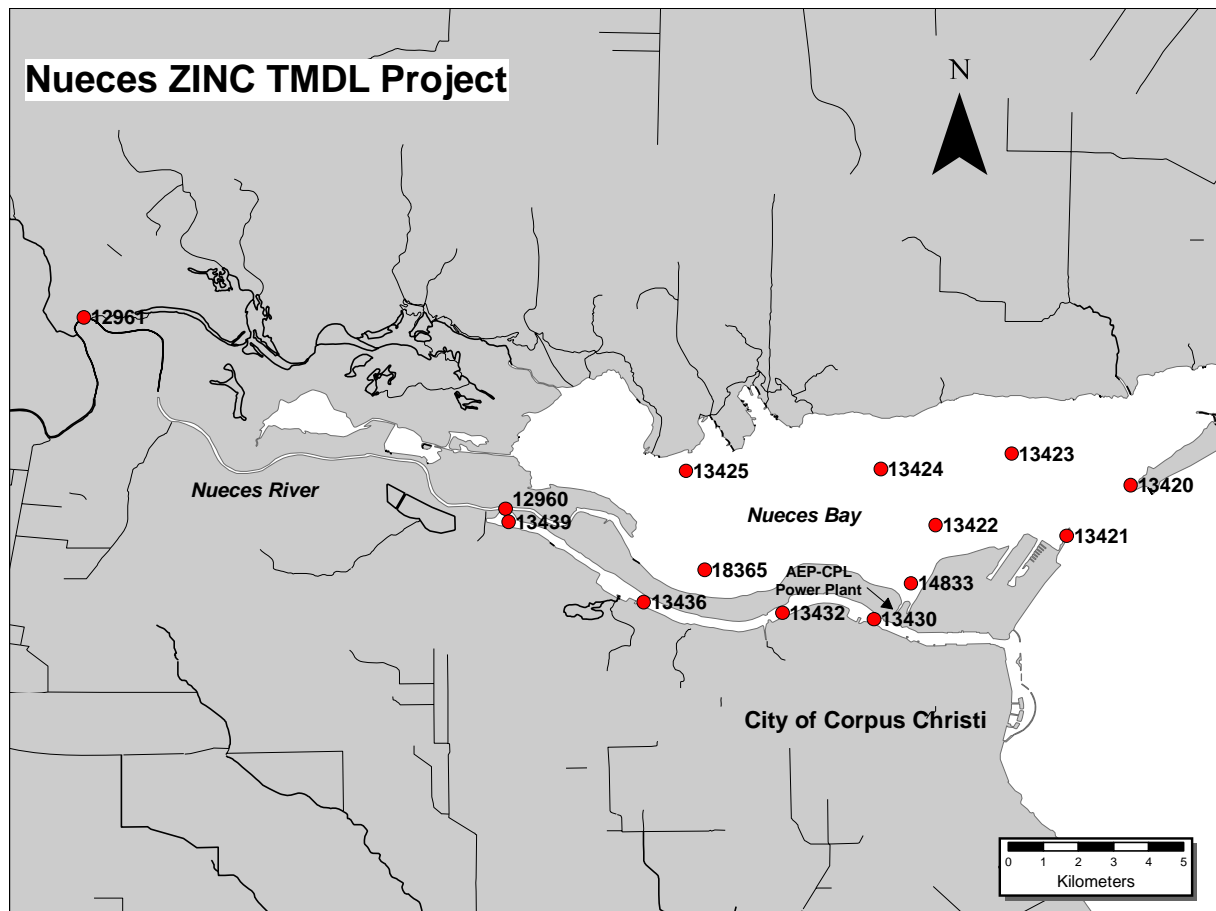 Nueces ZINC TMDL Project
N
12961
13425
13424
13423
13420
Nueces River
12960
13439
Nueces Bay
13422
13421
18365
AEP-CPL
Power Plant
14833
13436
13432
13430
City of Corpus Christi
0 1 2 3 4 5
Kilometers